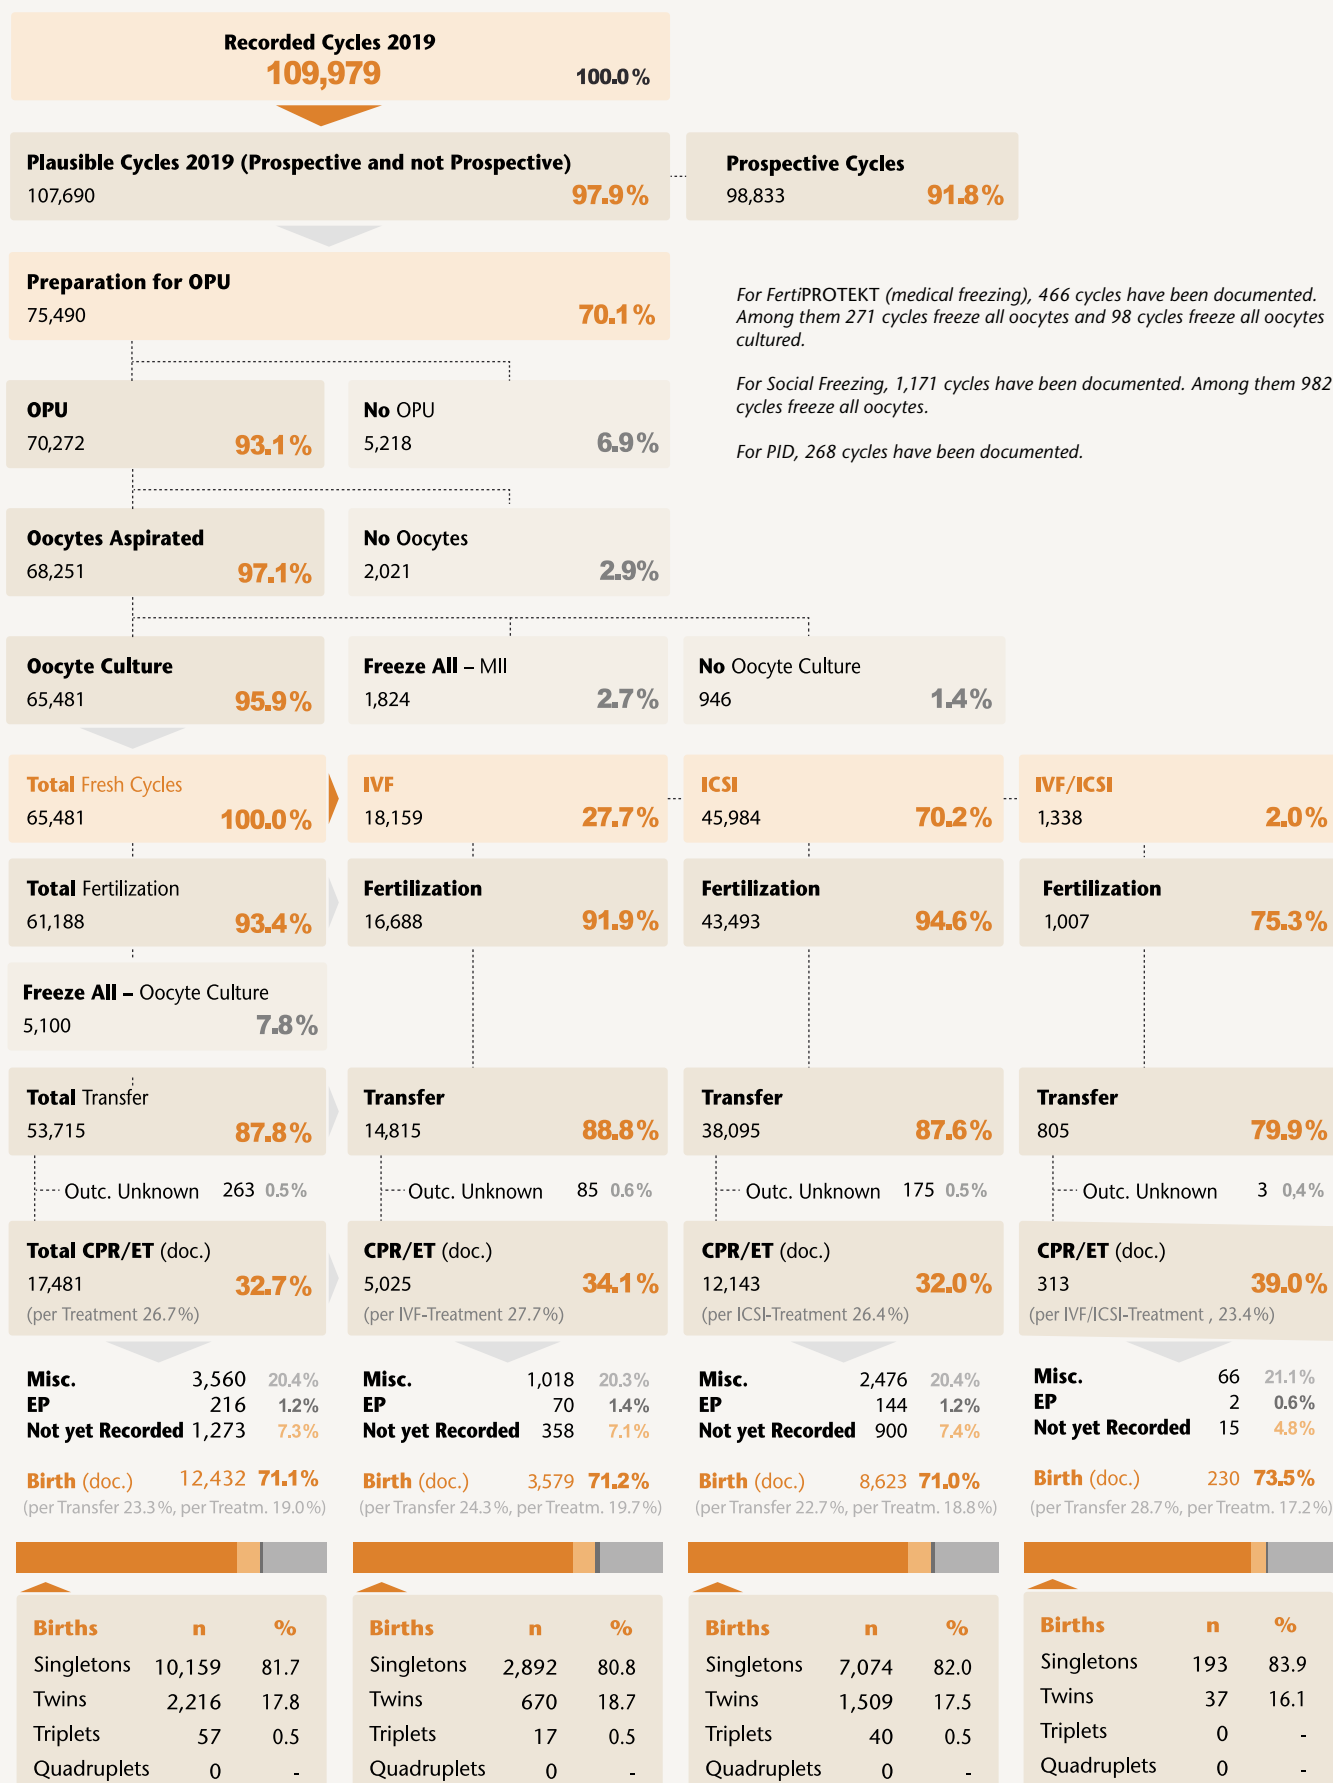 Recorded Cycles 2019
109,979 100.0%
Plausible Cycles 2019 (Prospective and not Prospective)
107,690 97.9%
Prospective Cycles
98,833 91.8%
Preparation for OPU
75,490 70.1%
For FertiPROTEKT (medical freezing), 466 cycles have been documented.
Among them 271 cycles freeze all oocytes and 98 cycles freeze all oocytes
cultured.
For Social Freezing, 1,171 cycles have been documented. Among them 982
cycles freeze all oocytes.
For PID, 268 cycles have been documented.
OPU
70,272 93.1%
No OPU
5,218 6.9%
Oocytes Aspirated
68,251 97.1%
No Oocytes
2,021 2.9%
Oocyte Culture
65,481 95.9%
Freeze All – MII
1,824 2.7%
No Oocyte Culture
946 1.4%
Total Fresh Cycles
65,481 100.0%
IVF
18,159 27.7%
ICSI
45,984 70.2%
IVF/ICSI
1,338 2.0%
Total Fertilization
61,188 93.4%
Fertilization
16,688 91.9%
Fertilization
43,493 94.6%
Fertilization
1,007 75.3%
Freeze All – Oocyte Culture
5,100 7.8%
Total Transfer
53,715 87.8%
Transfer
14,815 88.8%
Transfer
38,095 87.6%
Transfer
805 79.9%
Outc. Unknown 263 0.5%
Outc. Unknown 85 0.6%
Outc. Unknown 175 0.5%
Outc. Unknown 3 0,4%
Total CPR/ET (doc.)
17,481 32.7%
(per Treatment 26.7%)
CPR/ET (doc.)
5,025 34.1%
(per IVF-Treatment 27.7%)
CPR/ET (doc.)
12,143 32.0%
(per ICSI-Treatment 26.4%)
CPR/ET (doc.)
313 39.0%
(per IVF/ICSI-Treatment , 23.4%)
Misc. 3,560 20.4%
EP 216 1.2%
Not yet Recorded 1,273 7.3%
Birth (doc.) 12,432 71.1%
(per Transfer 23.3%, per Treatm. 19.0%)
Misc. 1,018 20.3%
EP 70 1.4%
Not yet Recorded 358 7.1%
Birth (doc.) 3,579 71.2%
(per Transfer 24.3%, per Treatm. 19.7%)
Misc. 2,476 20.4%
EP 144 1.2%
Not yet Recorded 900 7.4%
Birth (doc.) 8,623 71.0%
(per Transfer 22.7%, per Treatm. 18.8%)
Misc. 66 21.1%
EP 2 0.6%
Not yet Recorded 15 4.8%
Birth (doc.) 230 73.5%
(per Transfer 28.7%, per Treatm. 17.2%)
Births n %
Singletons 10,159 81.7
Twins 2,216 17.8
Triplets 57 0.5
Quadruplets 0 -
Births n %
Singletons 2,892 80.8
Twins 670 18.7
Triplets 17 0.5
Quadruplets 0 -
Births n %
Singletons 7,074 82.0
Twins 1,509 17.5
Triplets 40 0.5
Quadruplets 0 -
Births n %
Singletons 193 83.9
Twins 37 16.1
Triplets 0 -
Quadruplets 0 -